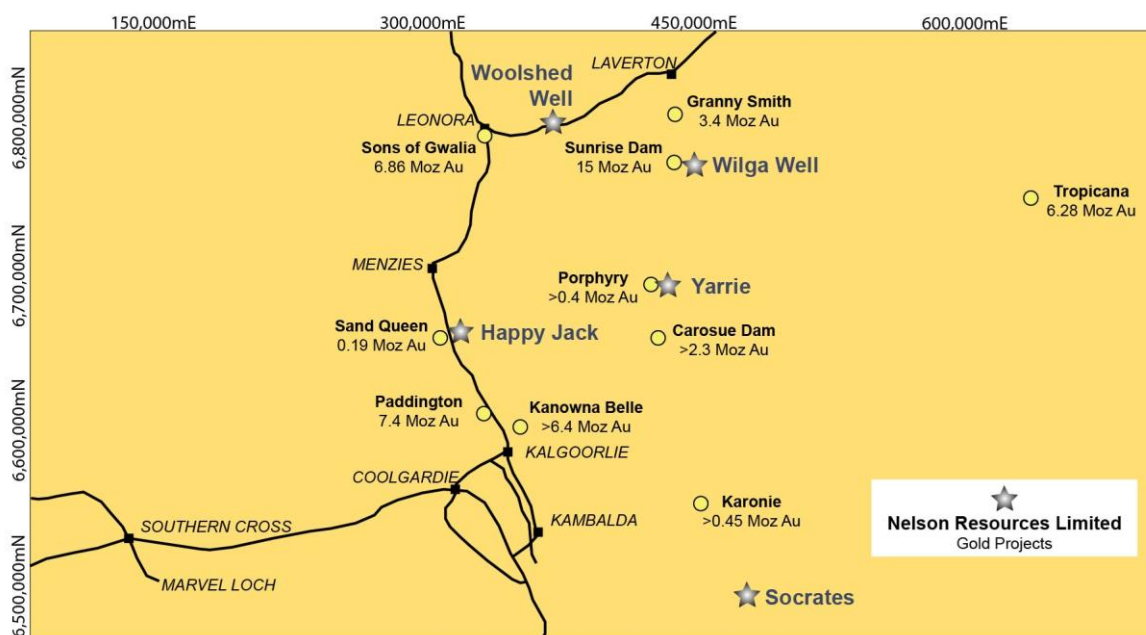 150,000mE
300,000mE
450,000mE
600,000mE
LAVERTON
Woolshed
Well
Granny Smith
3.4 Moz Au
LEONORA
6,800,000mN
Sons of Gwalia
6.86 Moz Au
Sunrise Dam
15 Moz Au
Wilga Well
Tropicana
6.28 Moz Au
MENZIES
6,700,000mN
Porphyry
>0.4 Moz Au
Yarrie
Sand Queen
0.19 Moz Au
Happy Jack
Carosue Dam
>2.3 Moz Au
6,600,000mN
Paddington
7.4 Moz Au
Kanowna Belle
>6.4 Moz Au
KALGOORLIE
COOLGARDIE
Karonie
>0.45 Moz Au
SOUTHERN CROSS
KAMBALDA
Nelson Resources Limited
Gold Projects
MARVEL LOCH
6,500,000mN
Socrates